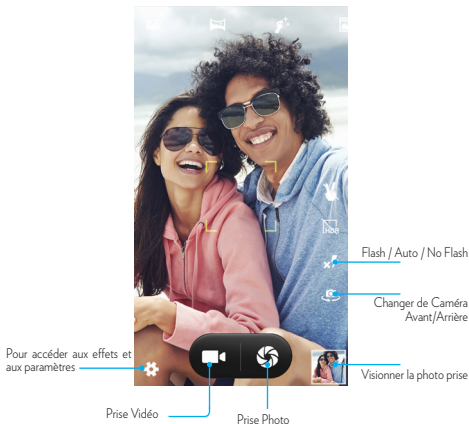 HDR
Flash / Auto / No Flash
Changer de Caméra
Avant/Arrière
Pour accéder aux effets et
aux paramètres
Visionner la photo prise
Prise Vidéo
Prise Photo